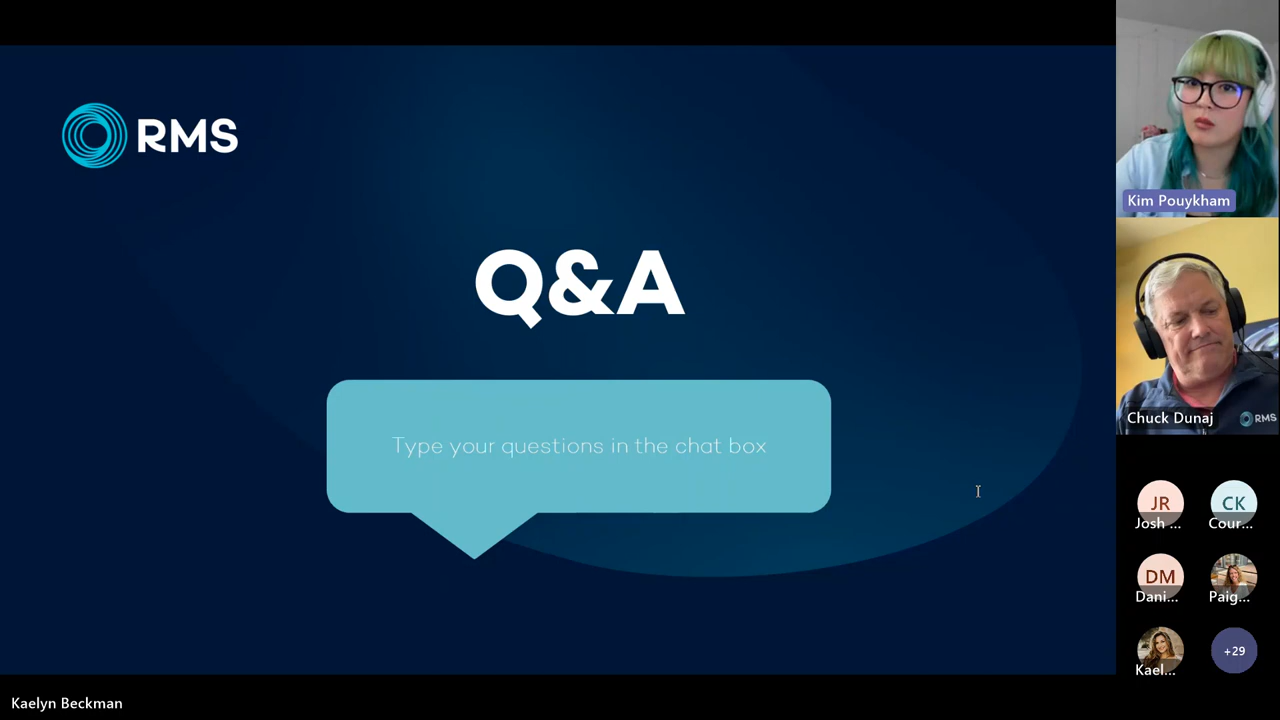 RMS
Q&A
Type your questions in the chat box
Kim Pouykham
Chuck Dunaj
RMS
JR
CK
Josh ...
Cour...
DM
Dani...
Paig...
Kael...
+29
Kaelyn Beckman